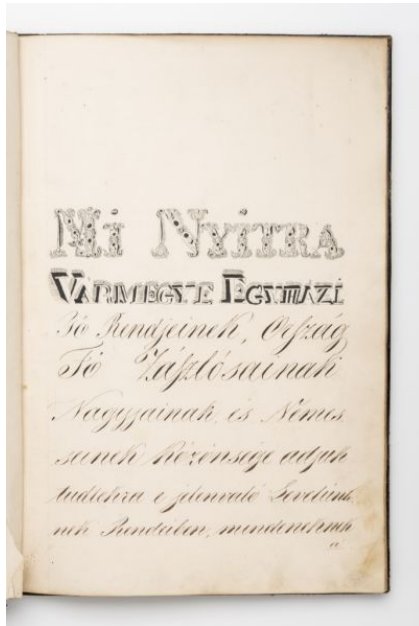 Mi Nyitra
Vármegye Egyházi
Fő Rendjeinek, Ország
Fő Zászlósainak
Nagyjainak és Nemes
seinek Közönsége adjuk
tudtokra e jelenvaló Levelünk
nek Rendeiben, mindeneknek
a